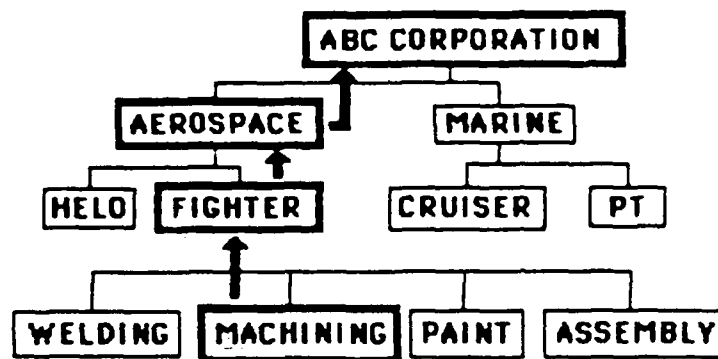 ABC CORPORATION
AEROSPACE MARINE
HELO FIGHTER CRUISER PT
WELDING MACHINING PAINT ASSEMBLY